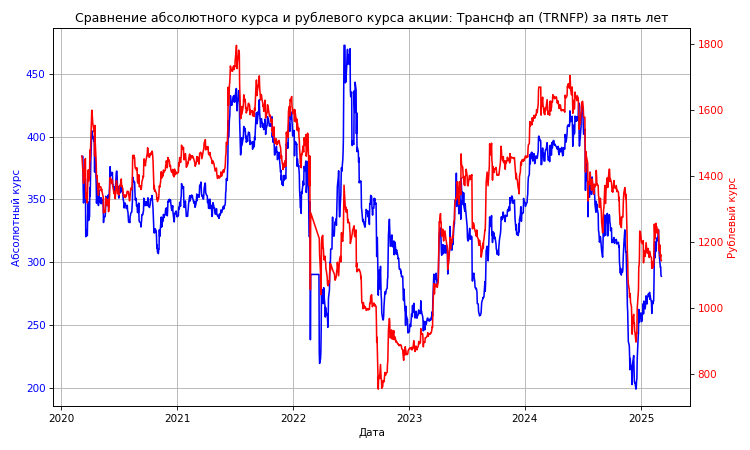 Сравнение абсолютного курса и рублевого курса акции: Транснф ап (TRNFP) за пять лет
1800
450
1600
400
1400
350
Абсолютный курс
Рублевый курс
1200
300
1000
250
800
200
2020 2021 2022 2023 2024 2025
Дата